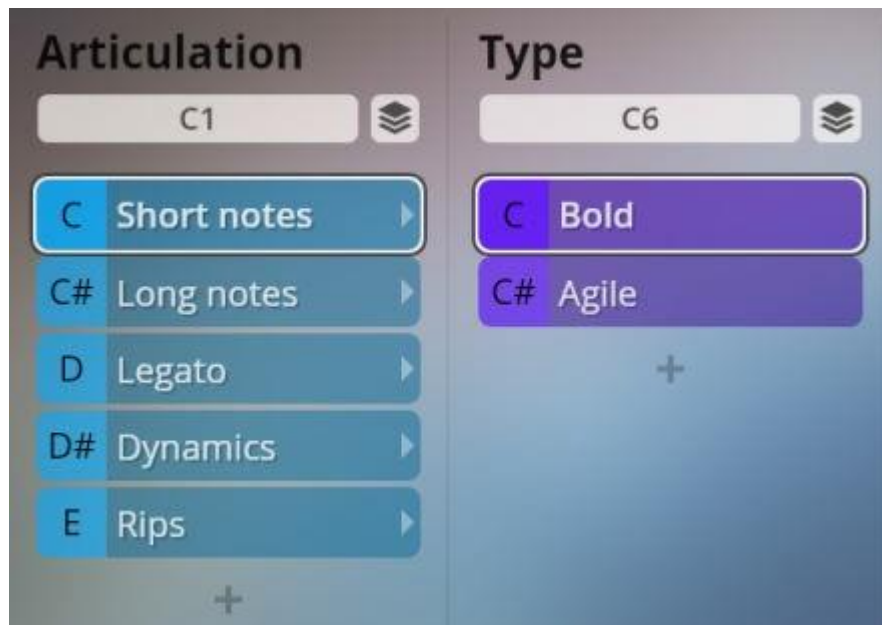 Articulation
C1
C Short notes
C# Long notes
D Legato
D# Dynamics
E Rips
Type
C6
C Bold
C# Agile